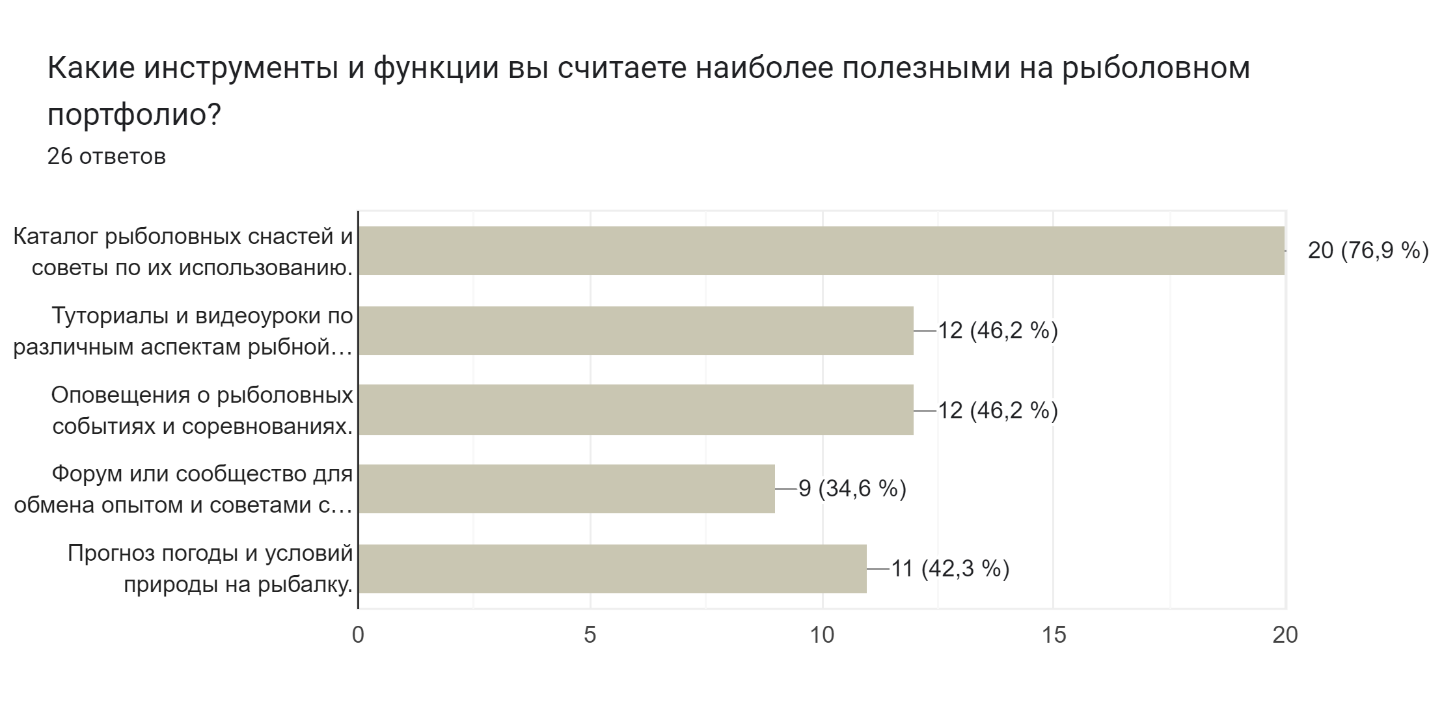 Какие инструменты и функции вы считаете наиболее полезными на рыболовном
портфолио?
26 ответов
Каталог рыболовных снастей и
советы по их использованию.
20 (76,9 %)
Туториалы и видеоуроки по
различным аспектам рыбной…
12 (46,2 %)
Оповещения о рыболовных
событиях и соревнованиях.
12 (46,2 %)
Форум или сообщество для
обмена опытом и советами с…
9 (34,6 %)
Прогноз погоды и условий
природы на рыбалку.
11 (42,3 %)
0 5 10 15 20